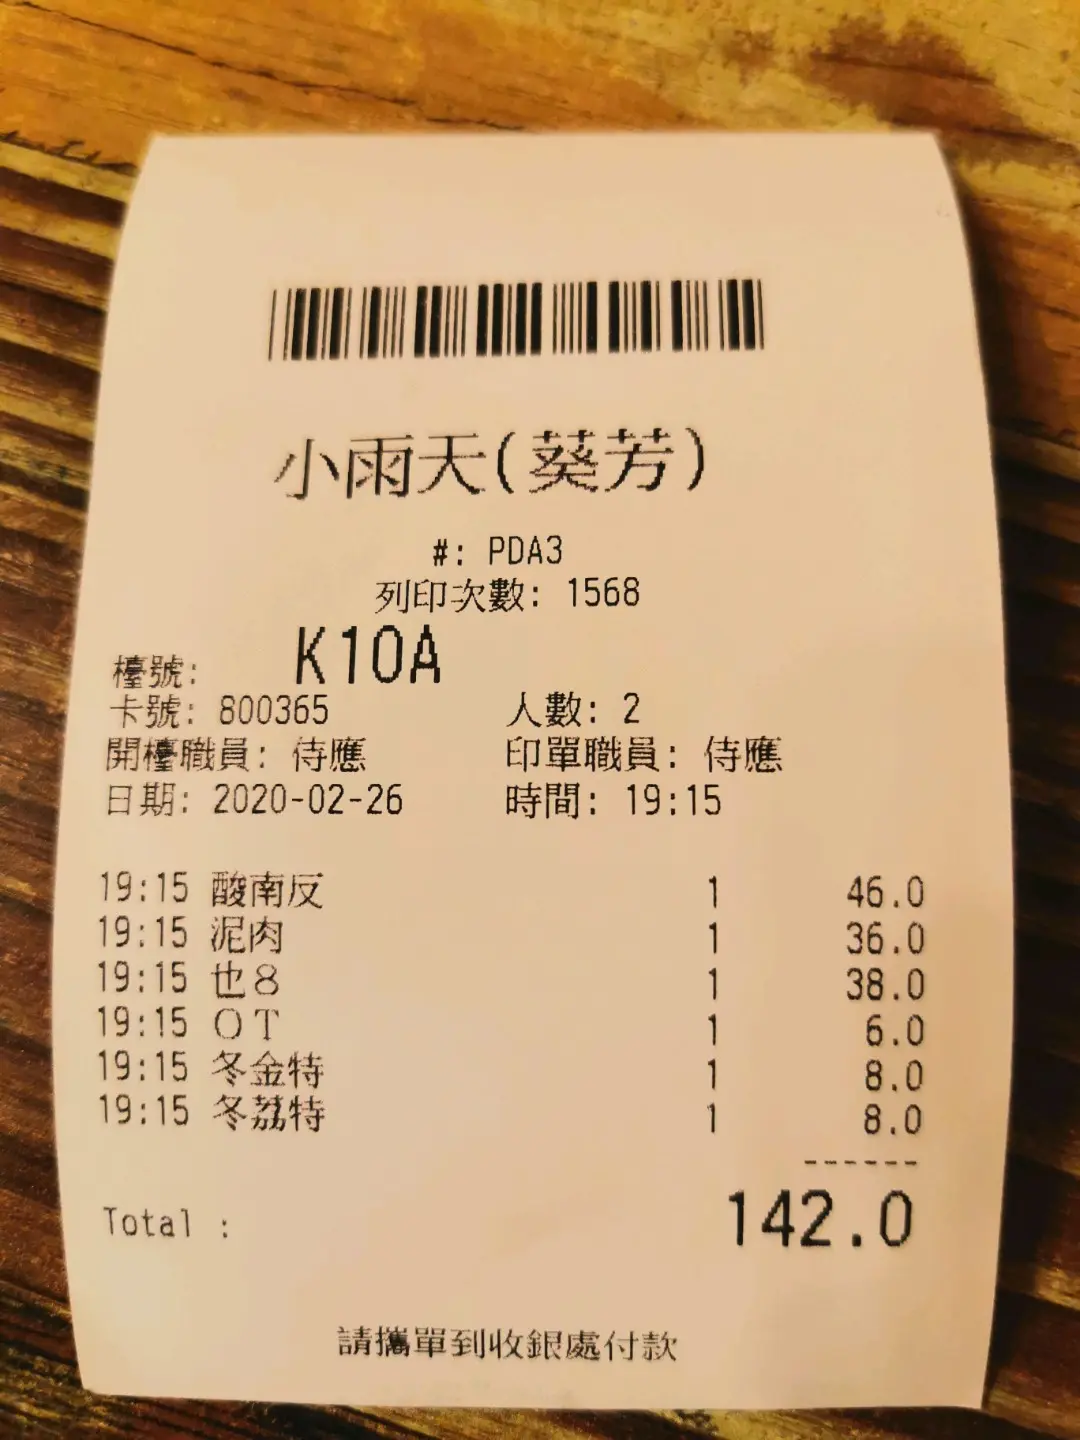 小雨天(葵芳)
#: PDA3
列印次數: 1568
檯號: K10A
卡號: 800365 人數: 2
開檯職員: 侍應 印單職員: 侍應
日期: 2020-02-26 時間: 19:15
19:15 酸南反 1 46.0
19:15 泥肉 1 36.0
19:15 也8 1 38.0
19:15 OT 1 6.0
19:15 冬金特 1 8.0
19:15 冬荔特 1 8.0
------
Total : 142.0
請攜單到收銀處付款